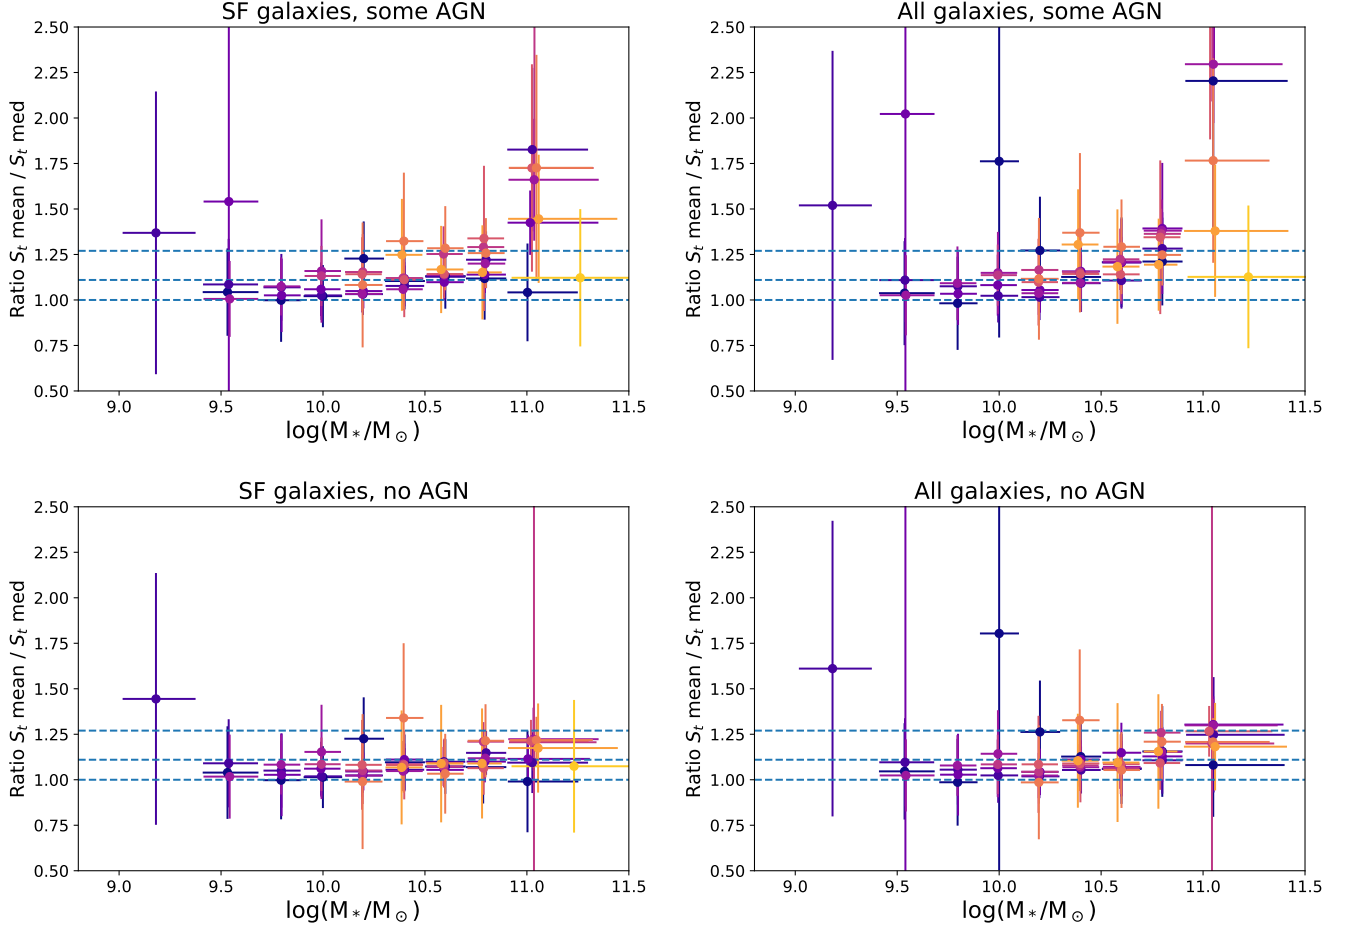 SF galaxies, some AGN
2.50
2.25
2.00
1.75
1.50
1.25
1.00
0.75
0.50
Ratio S_t mean / S_t med
9.0 9.5 10.0 10.5 11.0 11.5
log(M_*/M_⊙)
All galaxies, some AGN
2.50
2.25
2.00
1.75
1.50
1.25
1.00
0.75
0.50
Ratio S_t mean / S_t med
9.0 9.5 10.0 10.5 11.0 11.5
log(M_*/M_⊙)
SF galaxies, no AGN
2.50
2.25
2.00
1.75
1.50
1.25
1.00
0.75
0.50
Ratio S_t mean / S_t med
9.0 9.5 10.0 10.5 11.0 11.5
log(M_*/M_⊙)
All galaxies, no AGN
2.50
2.25
2.00
1.75
1.50
1.25
1.00
0.75
0.50
Ratio S_t mean / S_t med
9.0 9.5 10.0 10.5 11.0 11.5
log(M_*/M_⊙)